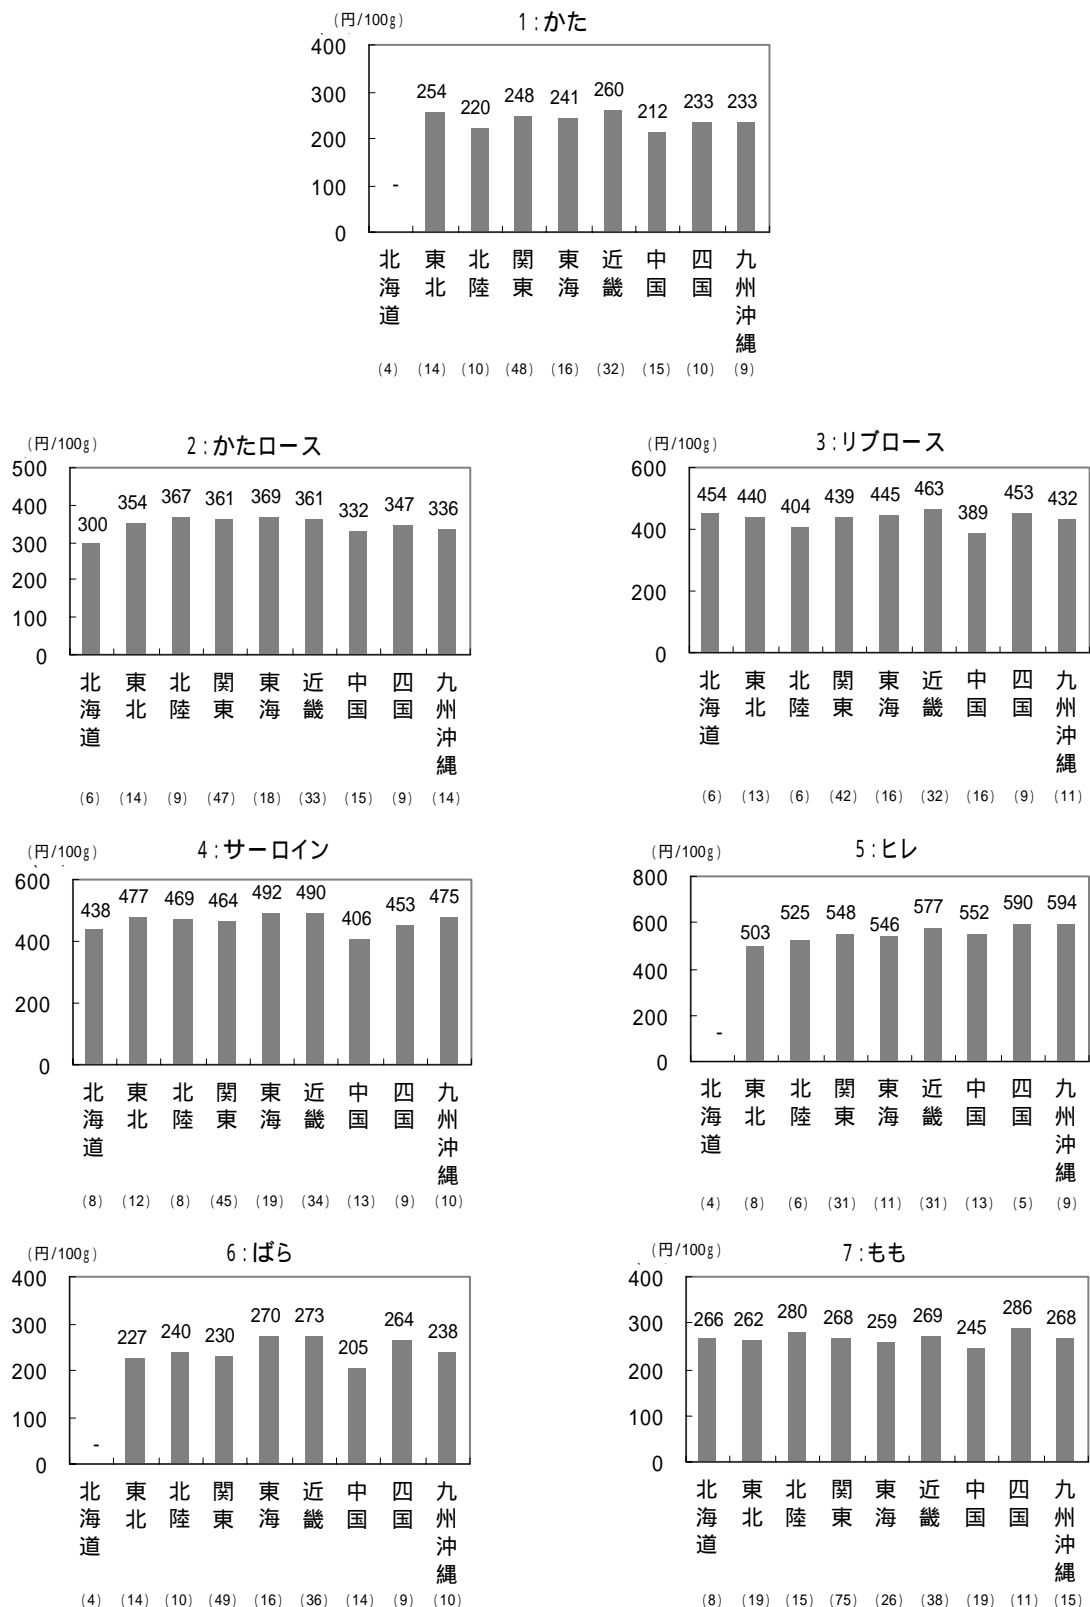 (円/100g)
1:かた
400
300
200
100
0
254
220
248
241
260
212
233
233
-
北海道
東北
北陸
関東
東海
近畿
中国
四国
九州沖縄
(4) (14) (10) (48) (16) (32) (15) (10) (9)
(円/100g)
2:かたロース
500
400
300
200
100
0
300
354
367
361
369
361
332
347
336
北海道
東北
北陸
関東
東海
近畿
中国
四国
九州沖縄
(6) (14) (9) (47) (18) (33) (15) (9) (14)
(円/100g)
3:リブロース
600
400
200
0
454
440
404
439
445
463
389
453
432
北海道
東北
北陸
関東
東海
近畿
中国
四国
九州沖縄
(6) (13) (6) (42) (16) (32) (16) (9) (11)
(円/100g)
4:サーロイン
600
400
200
0
438
477
469
464
492
490
406
453
475
北海道
東北
北陸
関東
東海
近畿
中国
四国
九州沖縄
(8) (12) (8) (45) (19) (34) (13) (9) (10)
(円/100g)
5:ヒレ
800
600
400
200
0
-
503
525
548
546
577
552
590
594
北海道
東北
北陸
関東
東海
近畿
中国
四国
九州沖縄
(4) (8) (6) (31) (11) (31) (13) (5) (9)
(円/100g)
6:ばら
400
300
200
100
0
-
227
240
230
270
273
205
264
238
北海道
東北
北陸
関東
東海
近畿
中国
四国
九州沖縄
(4) (14) (10) (49) (16) (36) (14) (9) (10)
(円/100g)
7:もも
400
300
200
100
0
266
262
280
268
259
269
245
286
268
北海道
東北
北陸
関東
東海
近畿
中国
四国
九州沖縄
(8) (19) (15) (75) (26) (38) (19) (11) (15)